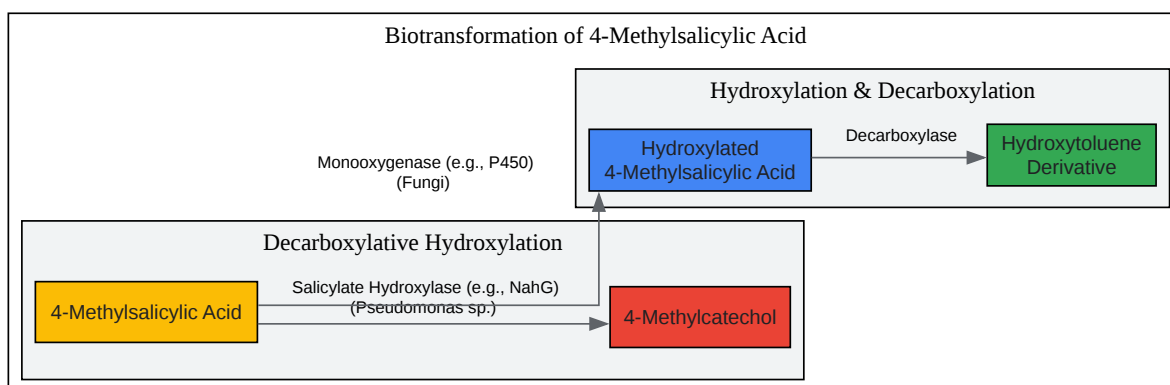 Biotransformation of 4-Methylsalicylic Acid
Hydroxylation & Decarboxylation
Monooxygenase (e.g., P450)
(Fungi)
Hydroxylated
4-Methylsalicylic Acid
Decarboxylase
Hydroxytoluene
Derivative
Decarboxylative Hydroxylation
4-Methylsalicylic Acid
Salicylate Hydroxylase (e.g., NahG)
(Pseudomonas sp.)
4-Methylcatechol